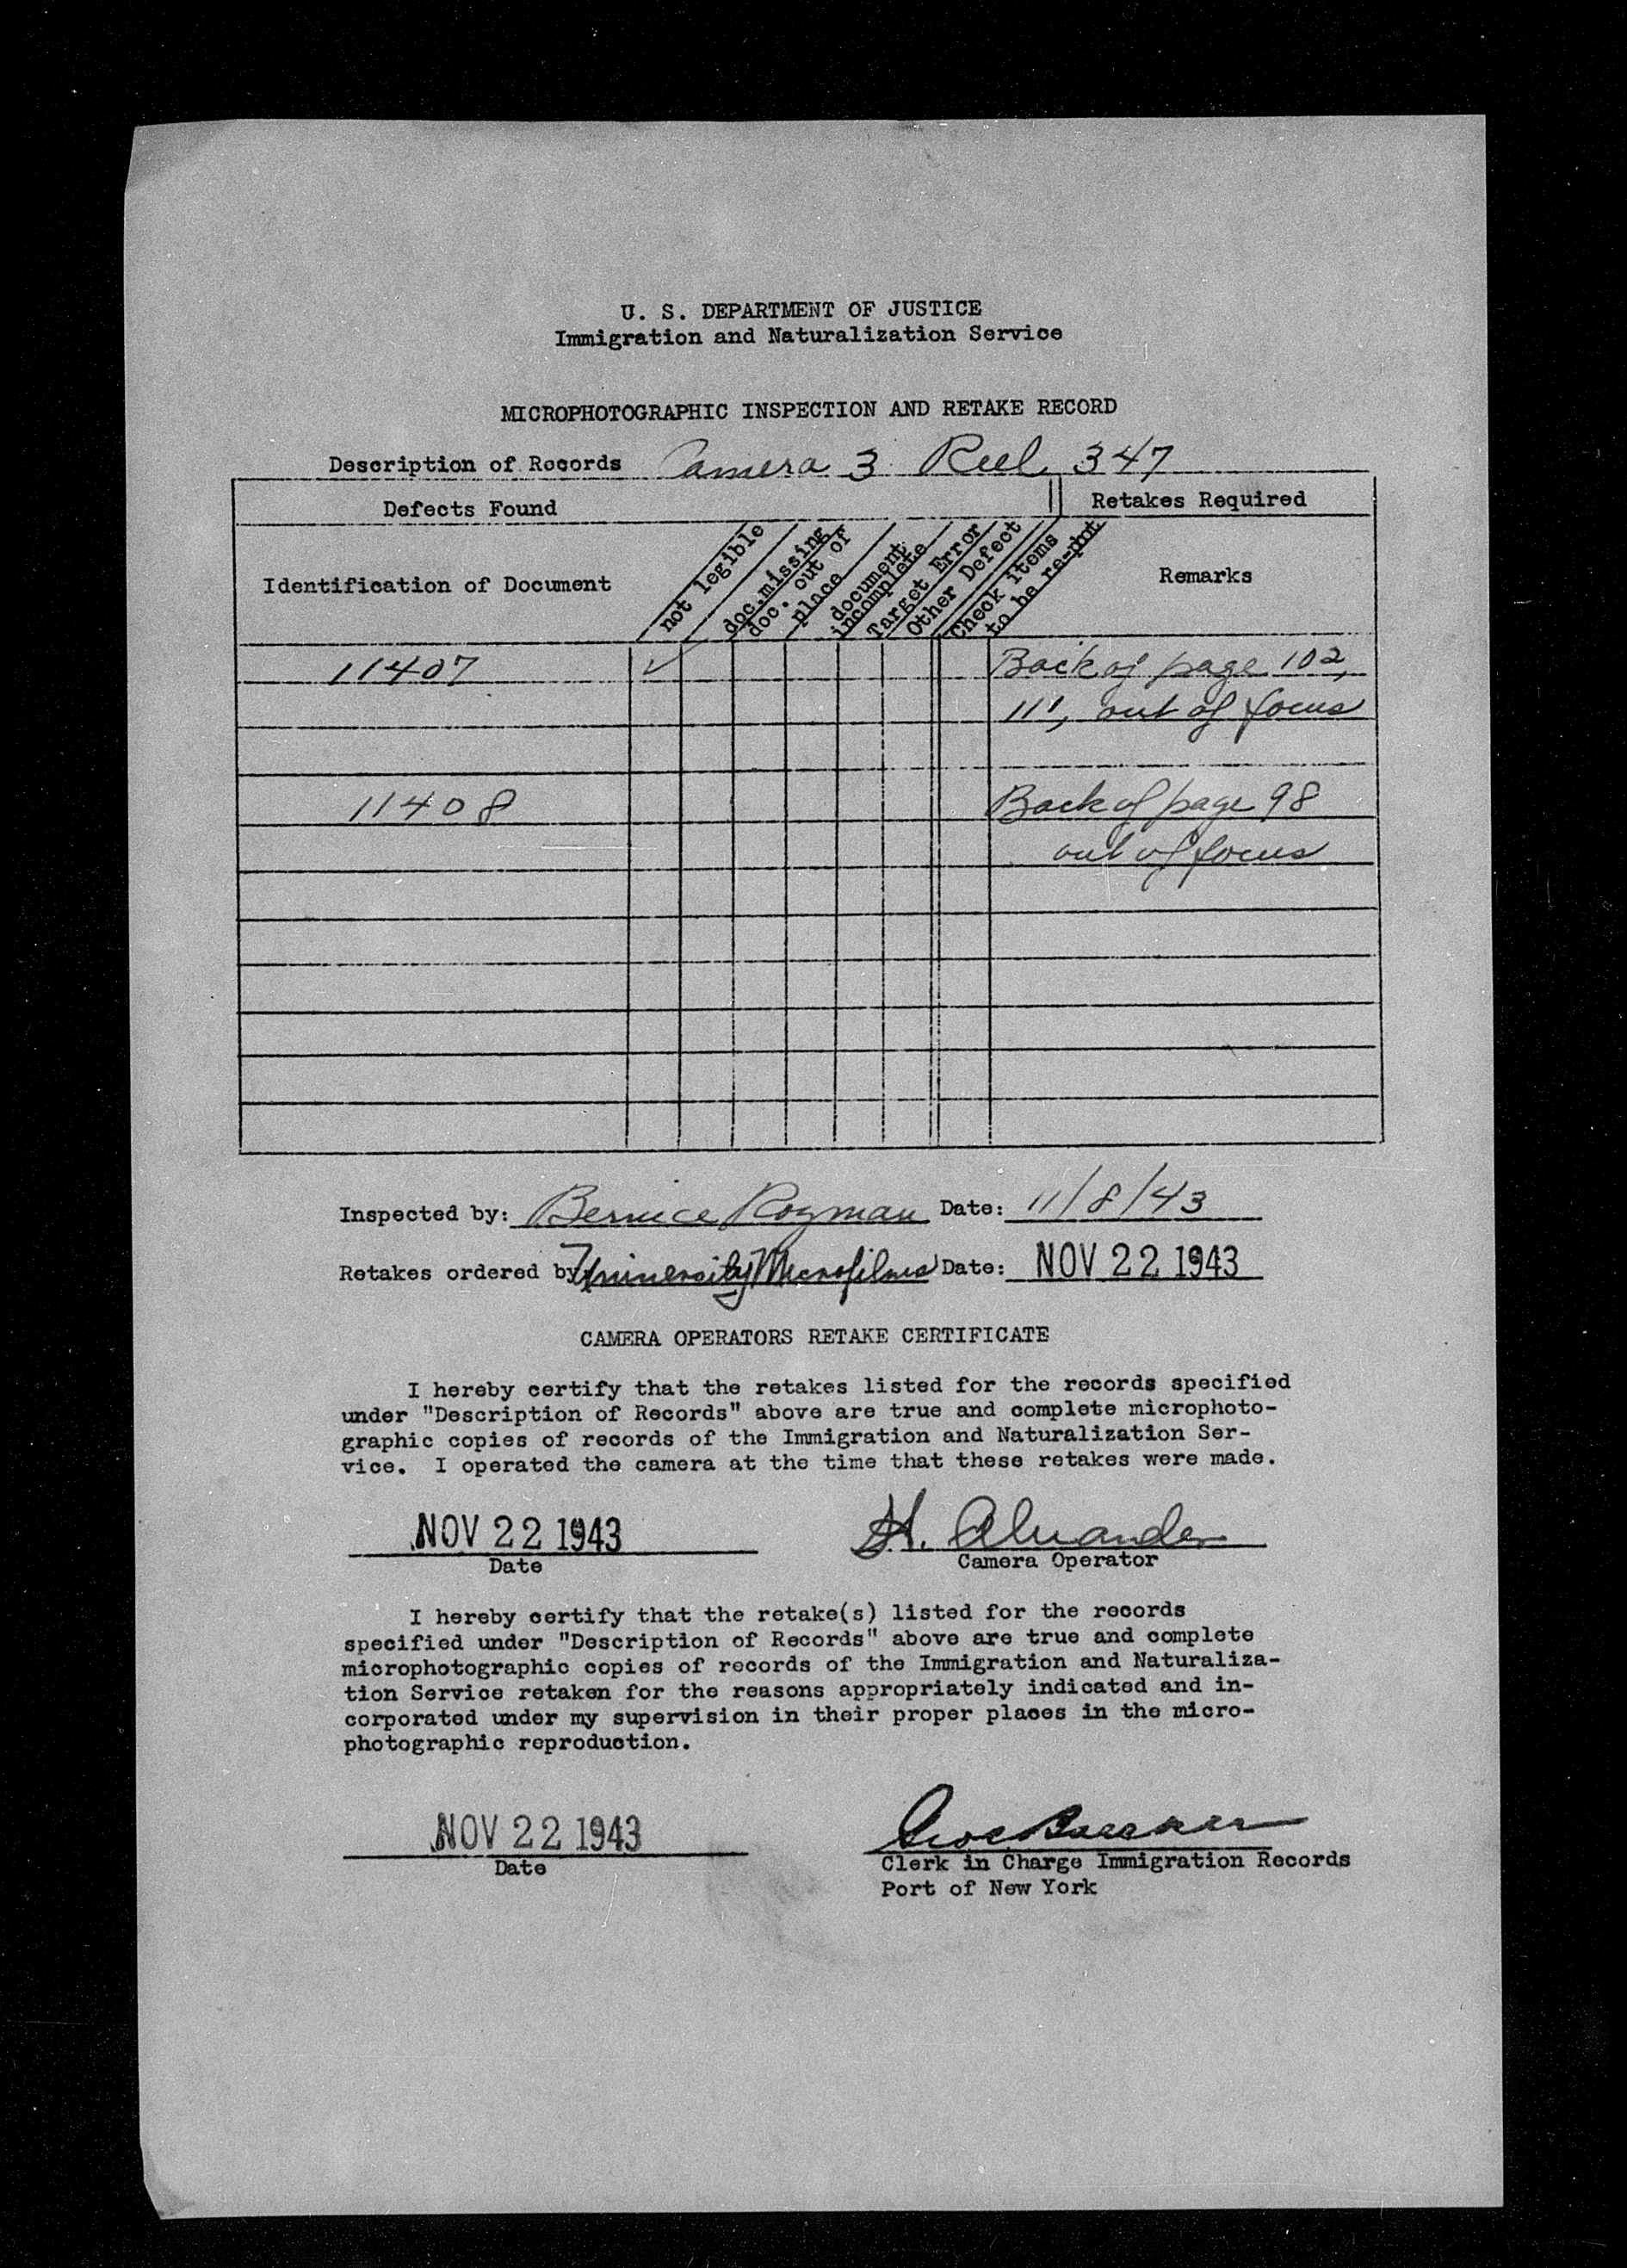 U. S. DEPARTMENT OF JUSTICE
Immigration and Naturalization Service
MICROPHOTOGRAPHIC INSPECTION AND RETAKE RECORD
Description of Records Camera 3 Reel 347
Defects Found
Retakes Required
Identification of Document
not legible
doc.missing
doc. out of
place
document
incomplete
Target Error
Other Defect
Check items
to be re-phot
Remarks
11407 ✓ Back of page 102,
111, out of focus
11408 Back of page 98
out of focus
Inspected by: Bernice Rozman Date: 11/8/43
Retakes ordered by University Microfilms Date: NOV 22 1943
CAMERA OPERATORS RETAKE CERTIFICATE
I hereby certify that the retakes listed for the records specified
under "Description of Records" above are true and complete microphoto-
graphic copies of records of the Immigration and Naturalization Ser-
vice. I operated the camera at the time that these retakes were made.
NOV 22 1943 H. Alexander
Date Camera Operator
I hereby certify that the retake(s) listed for the records
specified under "Description of Records" above are true and complete
microphotographic copies of records of the Immigration and Naturaliza-
tion Service retaken for the reasons appropriately indicated and in-
corporated under my supervision in their proper places in the micro-
photographic reproduction.
NOV 22 1943
Date Clerk in Charge Immigration Records
Port of New York